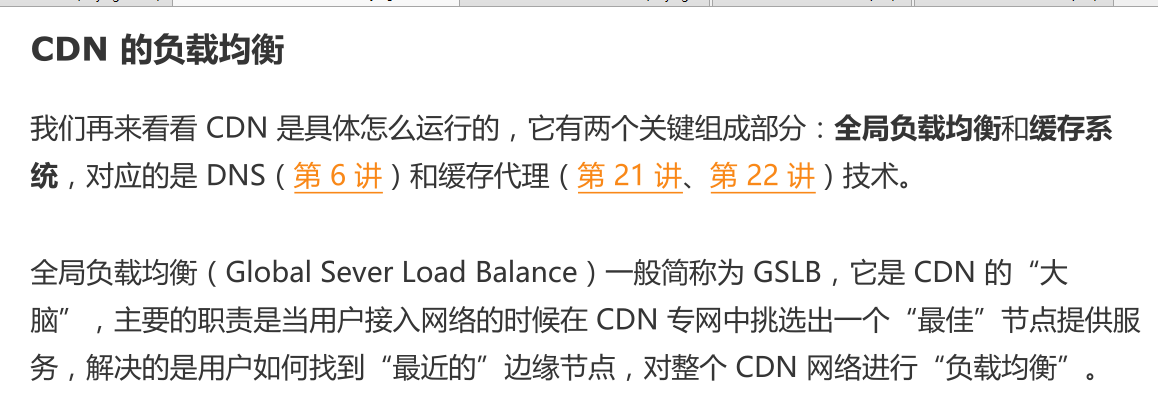 CDN 的负载均衡
我们再来看看 CDN 是具体怎么运行的，它有两个关键组成部分：全局负载均衡和缓存系
统，对应的是 DNS（第 6 讲）和缓存代理（第 21 讲、第 22 讲）技术。
全局负载均衡（Global Sever Load Balance）一般简称为 GSLB，它是 CDN 的“大
脑”，主要的职责是当用户接入网络的时候在 CDN 专网中挑选出一个“最佳”节点提供服
务，解决的是用户如何找到“最近的”边缘节点，对整个 CDN 网络进行“负载均衡”。